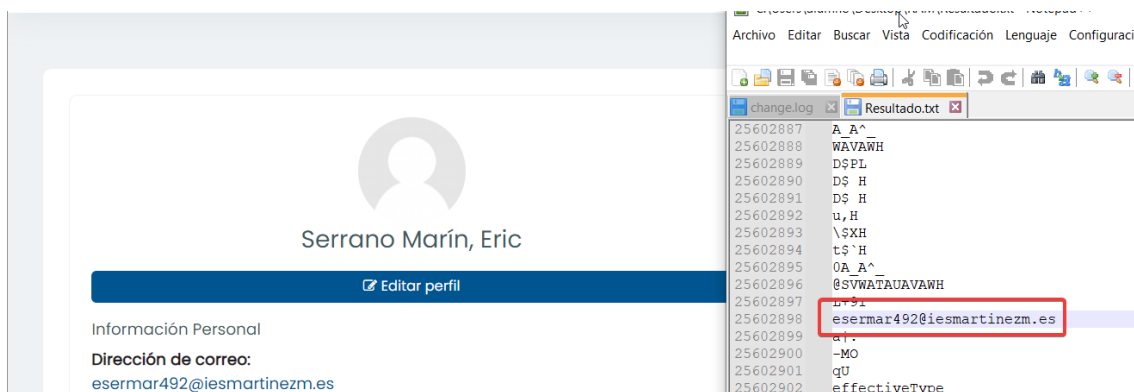 Serrano Marín, Eric
Editar perfil
Información Personal
Dirección de correo:
esermar492@iesmartinezm.es
Archivo Editar Buscar Vista Codificación Lenguaje Configuraci
change.log Resultado.txt
25602887 A_A^_
25602888 WAVAWH
25602889 D$PL
25602890 D$ H
25602891 D$ H
25602892 u,H
25602893 \$XH
25602894 t$`H
25602895 0A_A^_
25602896 @SVWATAUAVAWH
25602897 L+9I
25602898 esermar492@iesmartinezm.es
25602899
25602900 -MO
25602901 qU
25602902 effectiveType